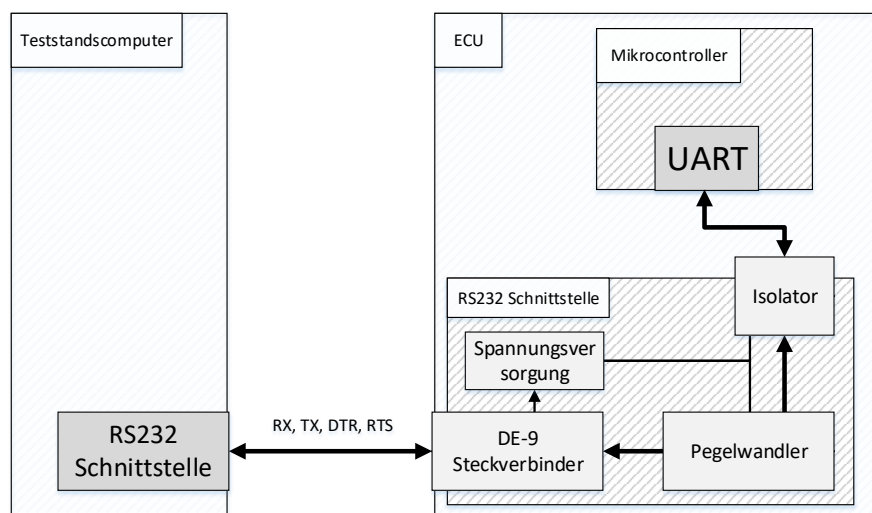 Teststandscomputer
ECU
Mikrocontroller
UART
Isolator
RS232 Schnittstelle
Spannungsver
sorgung
RX, TX, DTR, RTS
RS232
Schnittstelle
DE-9
Steckverbinder
Pegelwandler